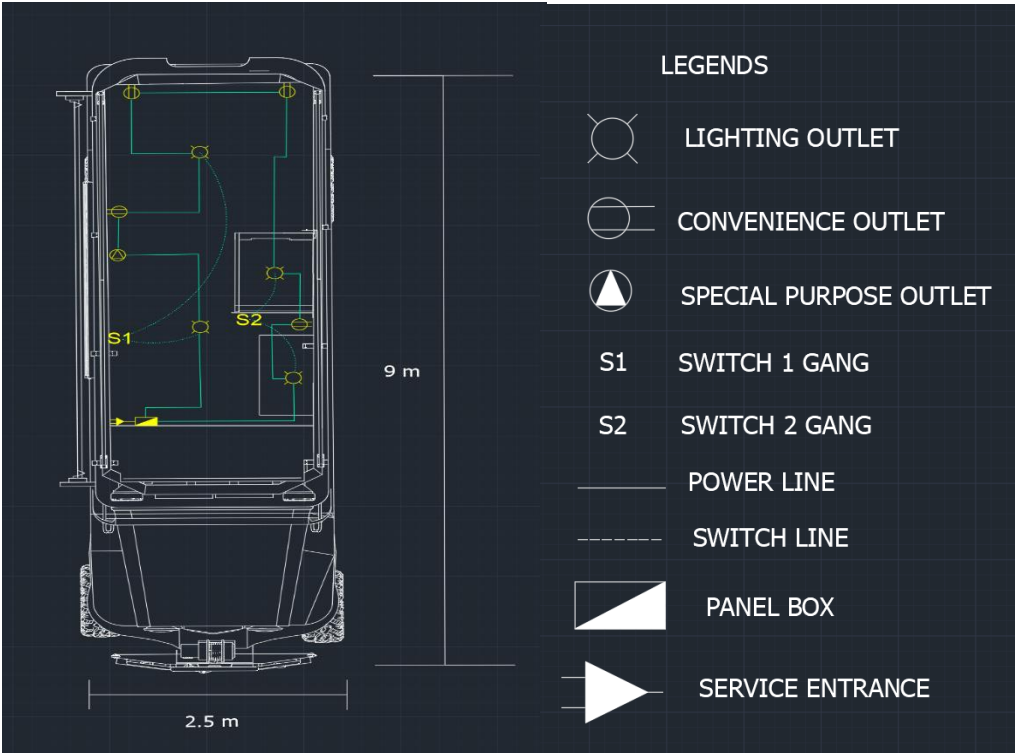 LEGENDS
LIGHTING OUTLET
CONVENIENCE OUTLET
SPECIAL PURPOSE OUTLET
S1 SWITCH 1 GANG
S2 SWITCH 2 GANG
POWER LINE
SWITCH LINE
PANEL BOX
SERVICE ENTRANCE
S2
S1
9 m
2.5 m